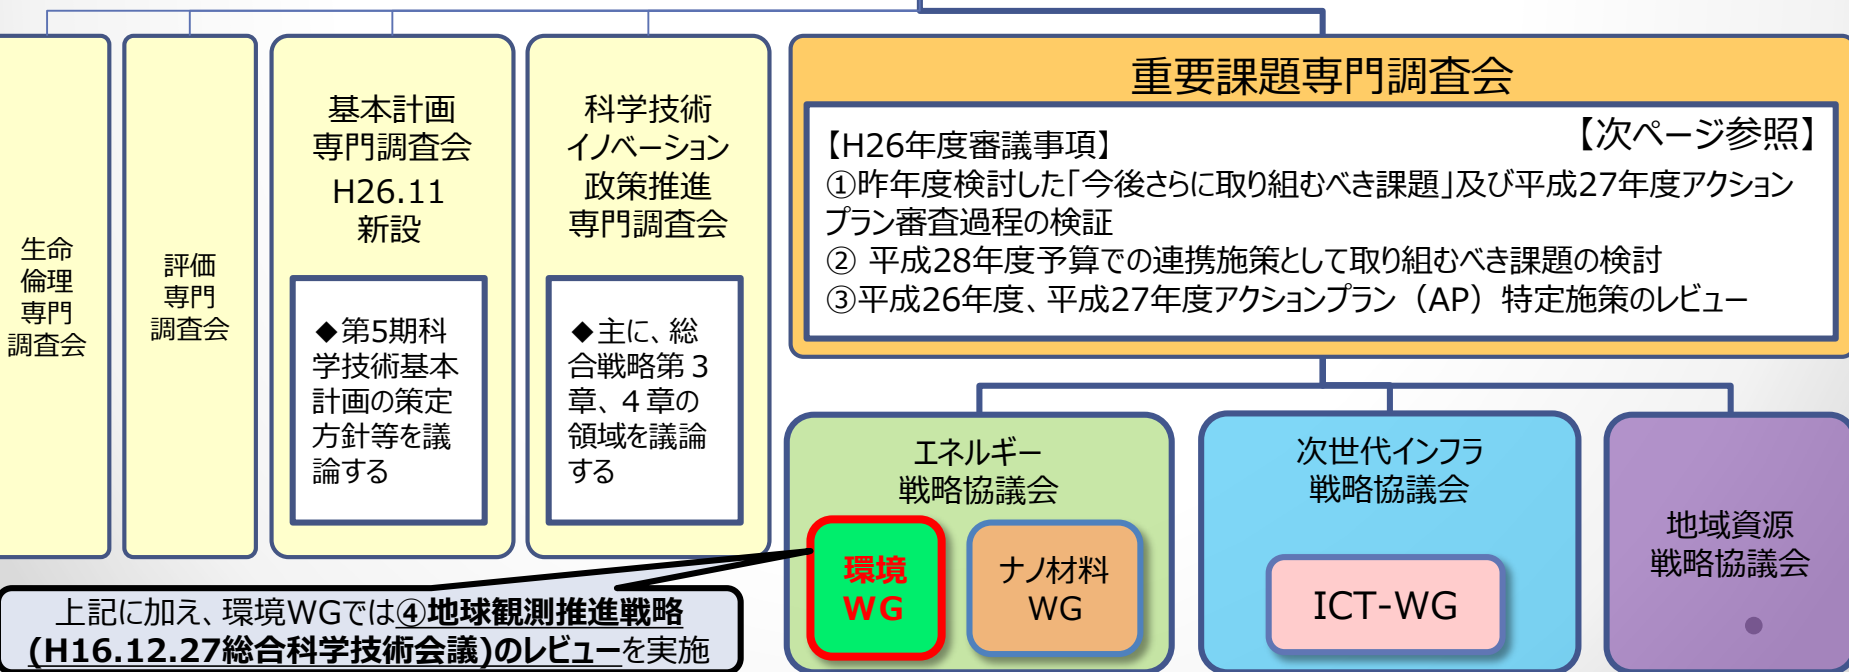 生命
倫理
専門
調査会
評価
専門
調査会
基本計画
専門調査会
H26.11
新設
◆第5期科
学技術基本
計画の策定
方針等を議
論する
科学技術
イノベーション
政策推進
専門調査会
◆主に、総
合戦略第３
章、４章の
領域を議論
する
重要課題専門調査会
【次ページ参照】
【H26年度審議事項】
①昨年度検討した「今後さらに取り組むべき課題」及び平成27年度アクション
プラン審査過程の検証
② 平成28年度予算での連携施策として取り組むべき課題の検討
③平成26年度、平成27年度アクションプラン（AP）特定施策のレビュー
エネルギー
戦略協議会
環境
WG
ナノ材料
WG
次世代インフラ
戦略協議会
ICT-WG
地域資源
戦略協議会
上記に加え、環境WGでは④地球観測推進戦略
(H16.12.27総合科学技術会議)のレビューを実施